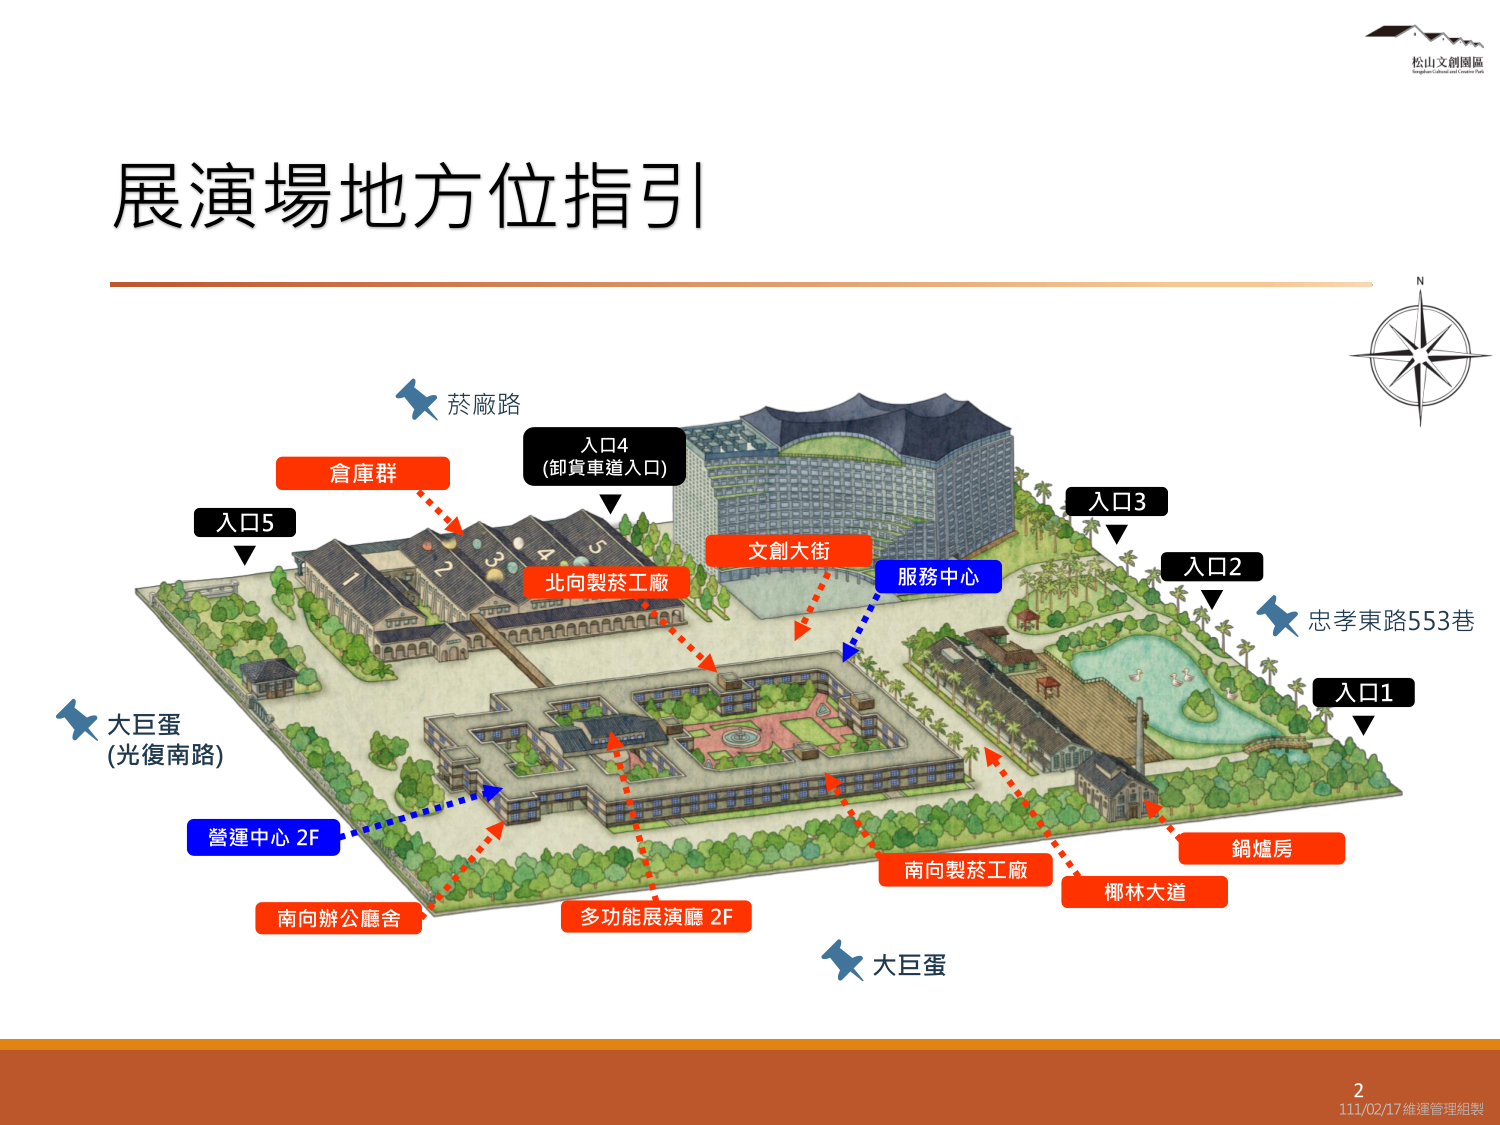 松山文創園區
Songshan Cultural and Creative Park
展演場地方位指引
N
菸廠路
入口4
(卸貨車道入口)
倉庫群
入口5
入口3
文創大街
入口2
北向製菸工廠
服務中心
忠孝東路553巷
1
2
3
4
5
入口1
大巨蛋
(光復南路)
營運中心 2F
鍋爐房
南向製菸工廠
椰林大道
南向辦公廳舍
多功能展演廳 2F
大巨蛋
2
111/02/17維運管理組製